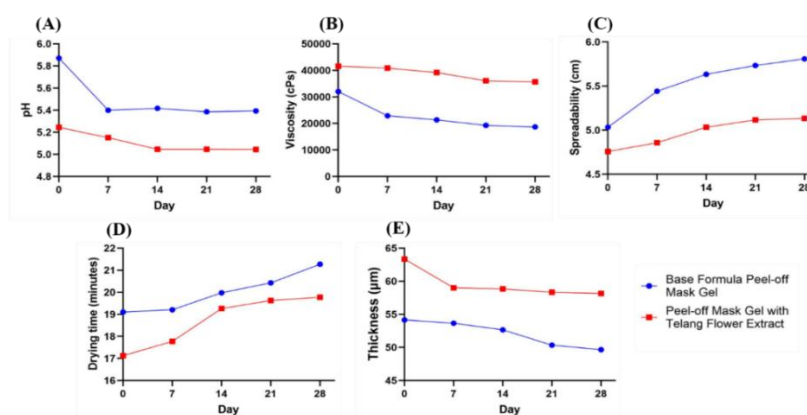 (A)
6.0
5.8
5.6
5.4
5.2
5.0
4.8
pH
0 7 14 21 28
Day
(B)
50000
40000
30000
20000
10000
0
Viscosity (cPs)
0 7 14 21 28
Day
(C)
6.0
5.5
5.0
4.5
Spreadability (cm)
0 7 14 21 28
Day
(D)
22
21
20
19
18
17
16
Drying time (minutes)
0 7 14 21 28
Day
(E)
65
60
55
50
45
Thickness (μm)
0 7 14 21 28
Day
Base Formula Peel-off
Mask Gel
Peel-off Mask Gel with
Telang Flower Extract